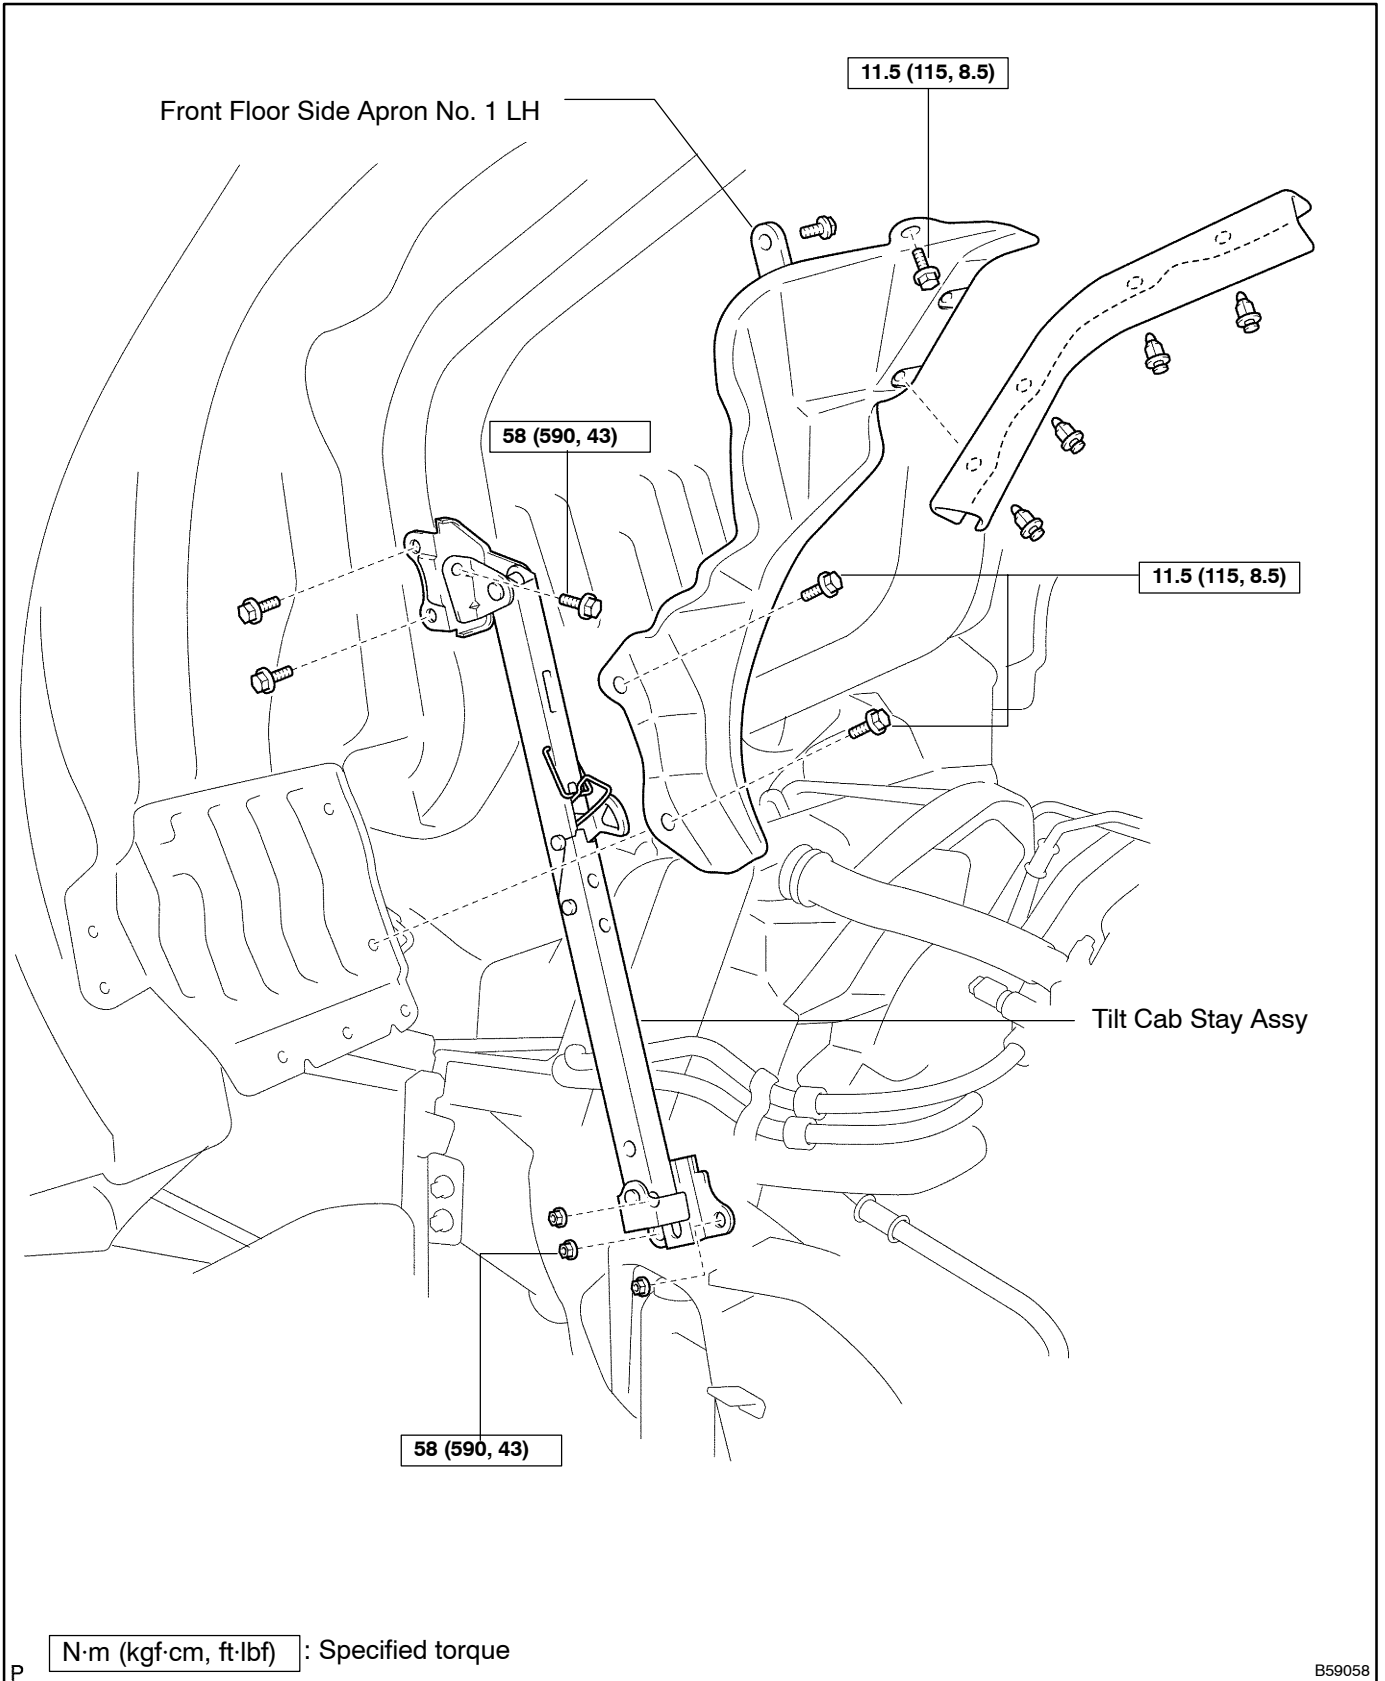 11.5 (115, 8.5)
Front Floor Side Apron No. 1 LH
58 (590, 43)
11.5 (115, 8.5)
Tilt Cab Stay Assy
58 (590, 43)
N·m (kgf·cm, ft·lbf) : Specified torque
P
B59058